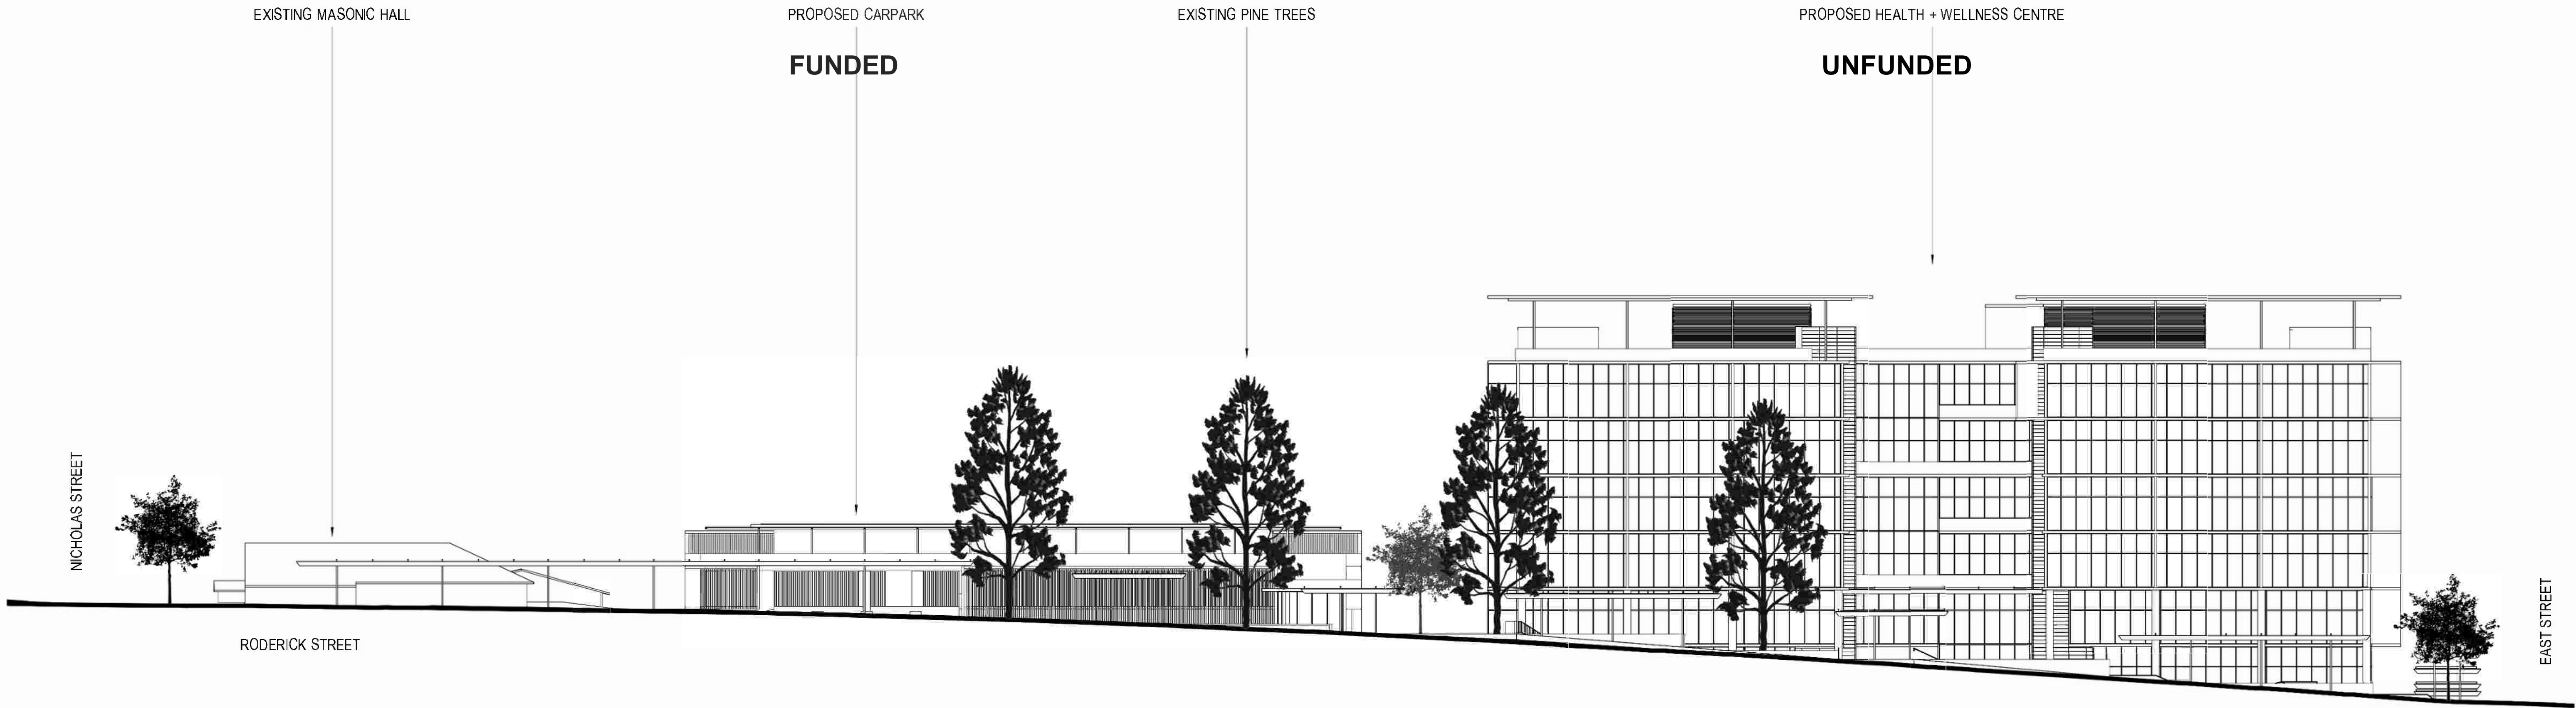 EXISTING MASONIC HALL
PROPOSED CARPARK
EXISTING PINE TREES
PROPOSED HEALTH + WELLNESS CENTRE
FUNDED
UNFUNDED
NICHOLAS STREET
RODERICK STREET
EAST STREET